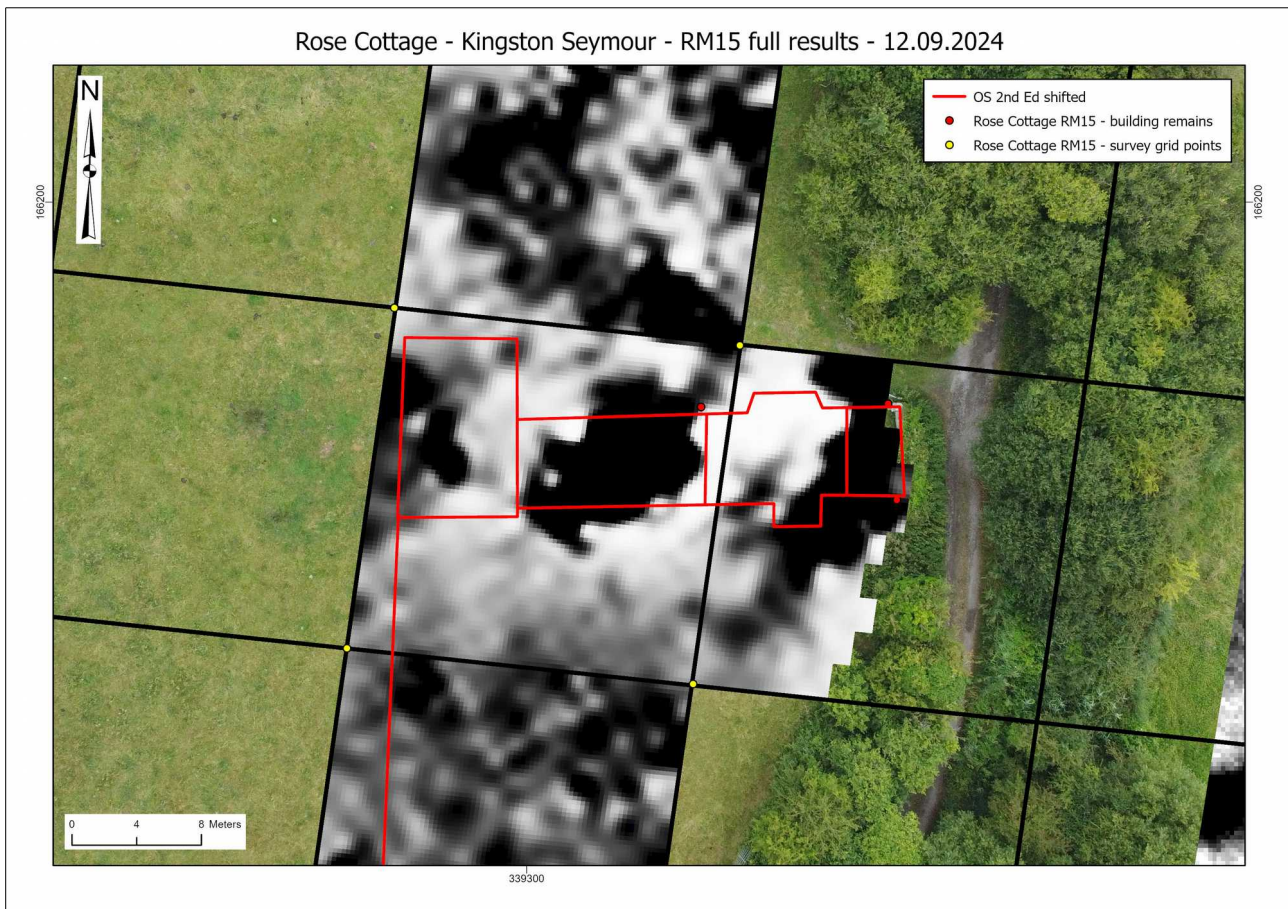 Rose Cottage - Kingston Seymour - RM15 full results - 12.09.2024
N
OS 2nd Ed shifted
Rose Cottage RM15 - building remains
Rose Cottage RM15 - survey grid points
166200
166200
0 4 8 Meters
339300